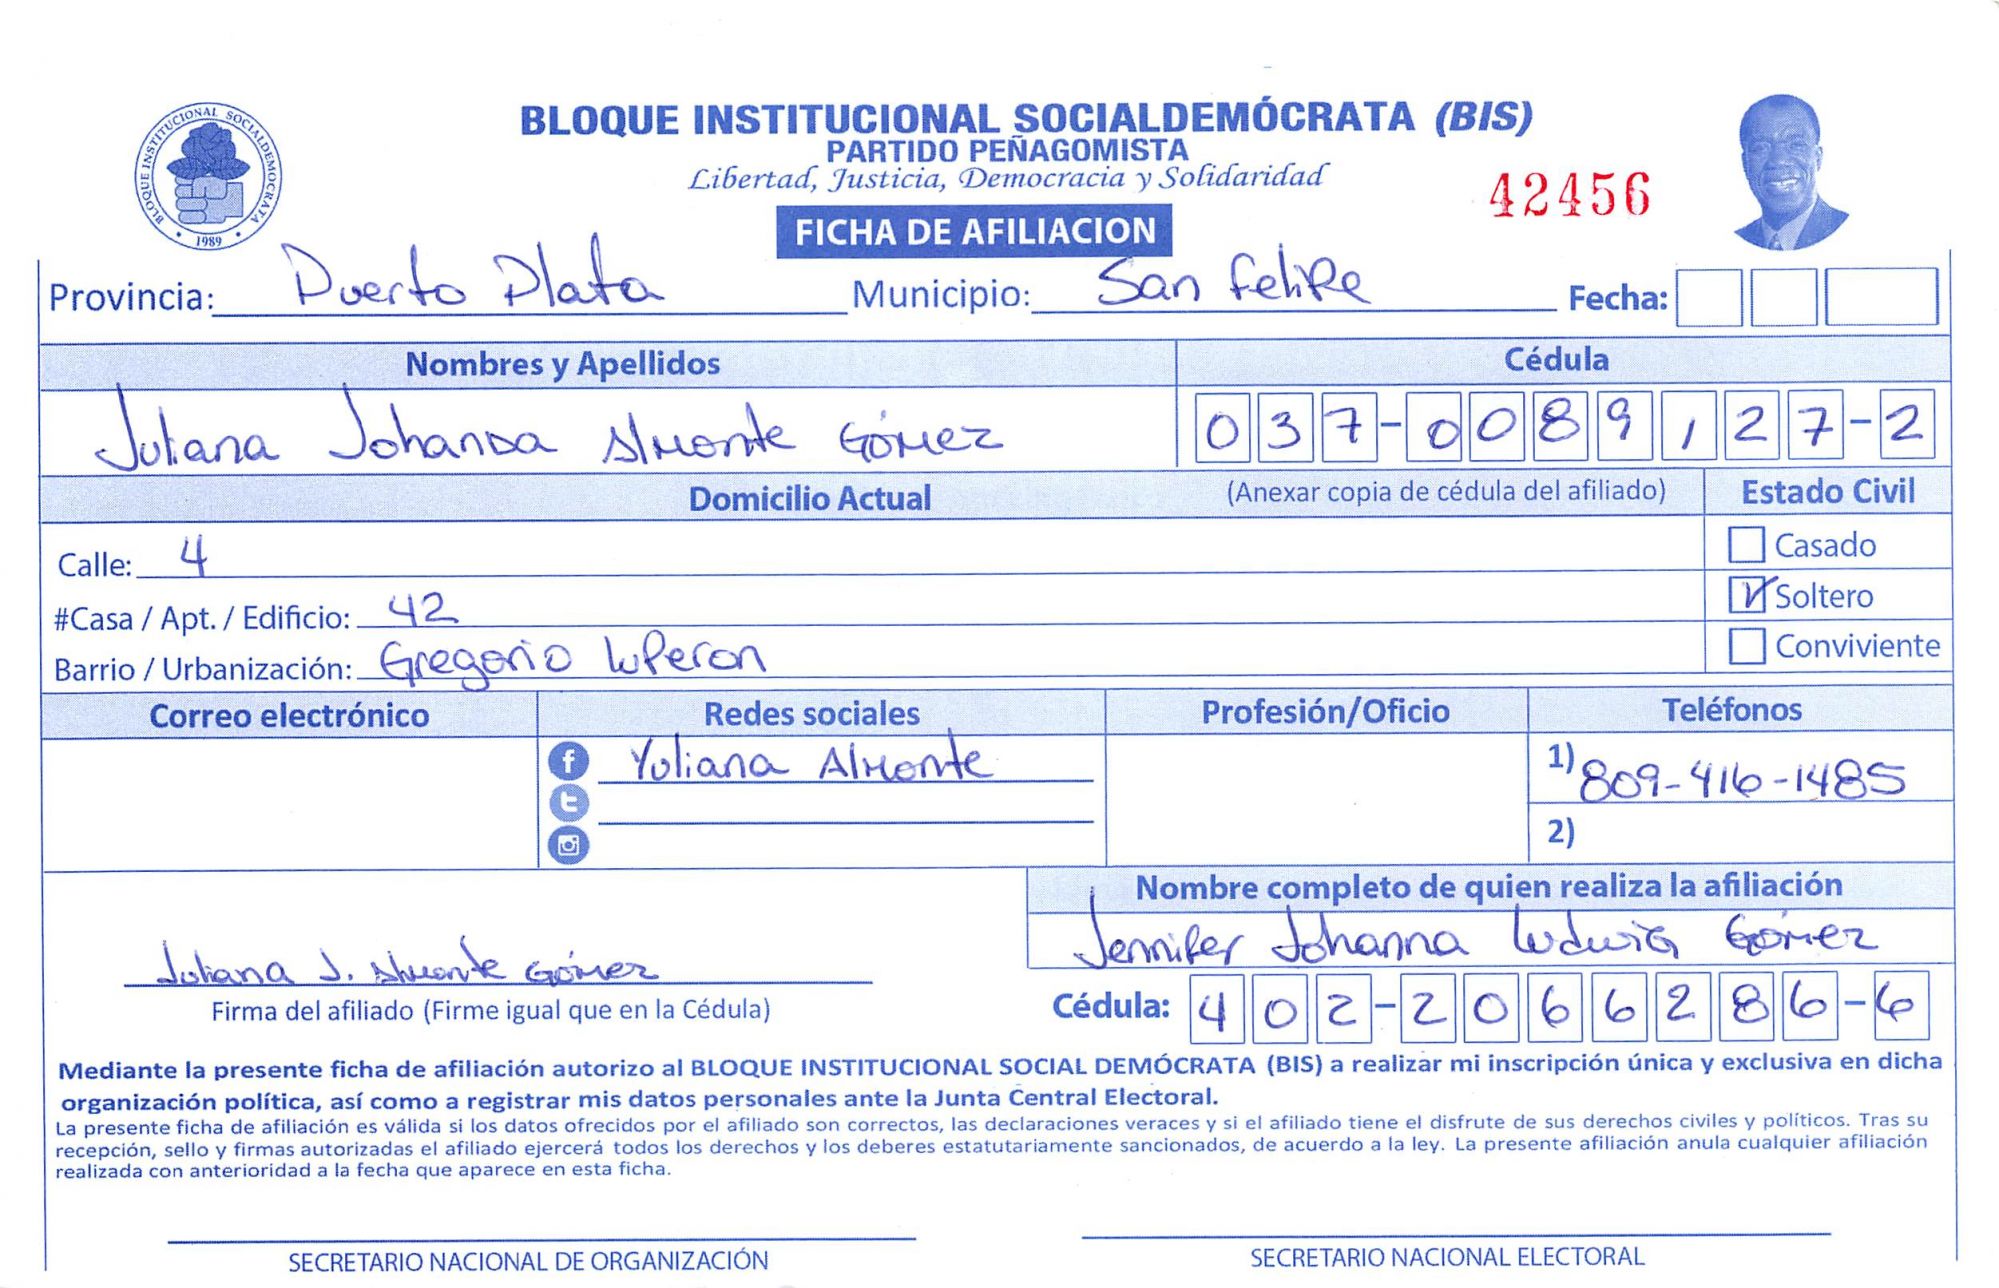 BLOQUE INSTITUCIONAL SOCIALDEMOCRATA
1989
BLOQUE INSTITUCIONAL SOCIALDEMÓCRATA (BIS)
PARTIDO PEÑAGOMISTA
Libertad, Justicia, Democracia y Solidaridad
42456
FICHA DE AFILIACION
Provincia: Puerto Plata Municipio: San Felipe Fecha:
Nombres y Apellidos Cédula
Juliana Johansa Almonte Gómez 037-0089127-2
Domicilio Actual (Anexar copia de cédula del afiliado) Estado Civil
Calle: 4 Casado
#Casa / Apt. / Edificio: 42 Soltero
Barrio / Urbanización: Gregorio luperon Conviviente
Correo electrónico Redes sociales Profesión/Oficio Teléfonos
Yuliana Almonte 1) 809-416-1485
2)
Nombre completo de quien realiza la afiliación
Jennifer Johanna ludwig Gómez
Juliana J. Almonte Gómez
Firma del afiliado (Firme igual que en la Cédula) Cédula: 402-2066286-6
Mediante la presente ficha de afiliación autorizo al BLOQUE INSTITUCIONAL SOCIAL DEMÓCRATA (BIS) a realizar mi inscripción única y exclusiva en dicha
organización política, así como a registrar mis datos personales ante la Junta Central Electoral.
La presente ficha de afiliación es válida si los datos ofrecidos por el afiliado son correctos, las declaraciones veraces y si el afiliado tiene el disfrute de sus derechos civiles y políticos. Tras su
recepción, sello y firmas autorizadas el afiliado ejercerá todos los derechos y los deberes estatutariamente sancionados, de acuerdo a la ley. La presente afiliación anula cualquier afiliación
realizada con anterioridad a la fecha que aparece en esta ficha.
SECRETARIO NACIONAL DE ORGANIZACIÓN SECRETARIO NACIONAL ELECTORAL